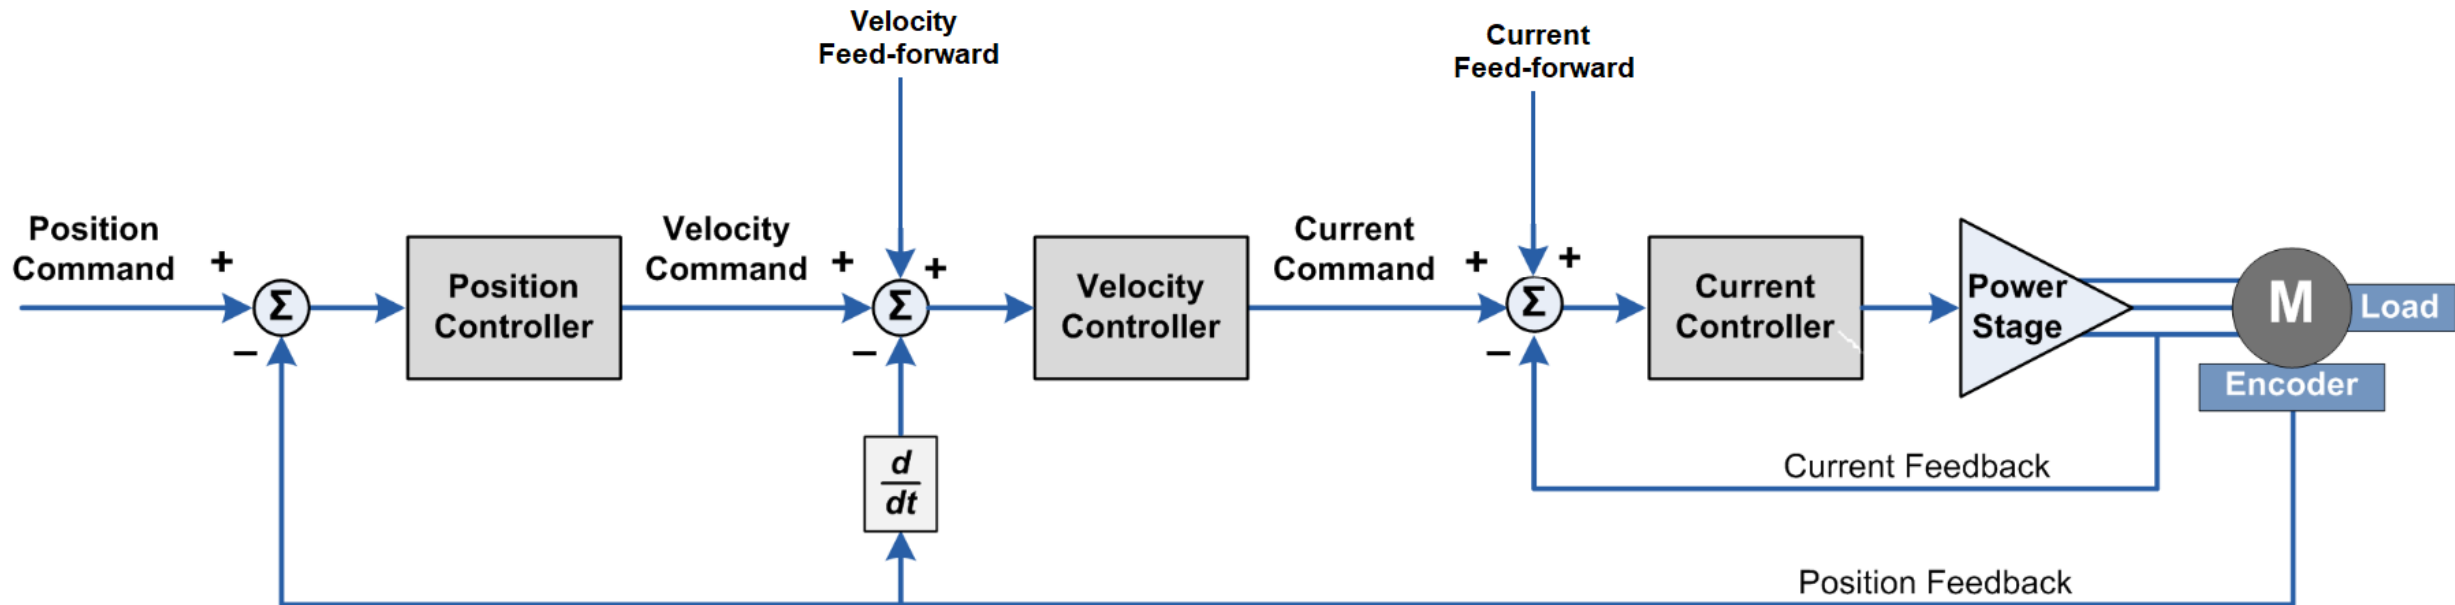 Velocity
Feed-forward
Current
Feed-forward
Position
Command
+
Σ
−
Position
Controller
Velocity
Command
+
+
Σ
−
d
dt
Velocity
Controller
Current
Command
+
+
Σ
−
Current
Controller
Power
Stage
M
Load
Encoder
Current Feedback
Position Feedback